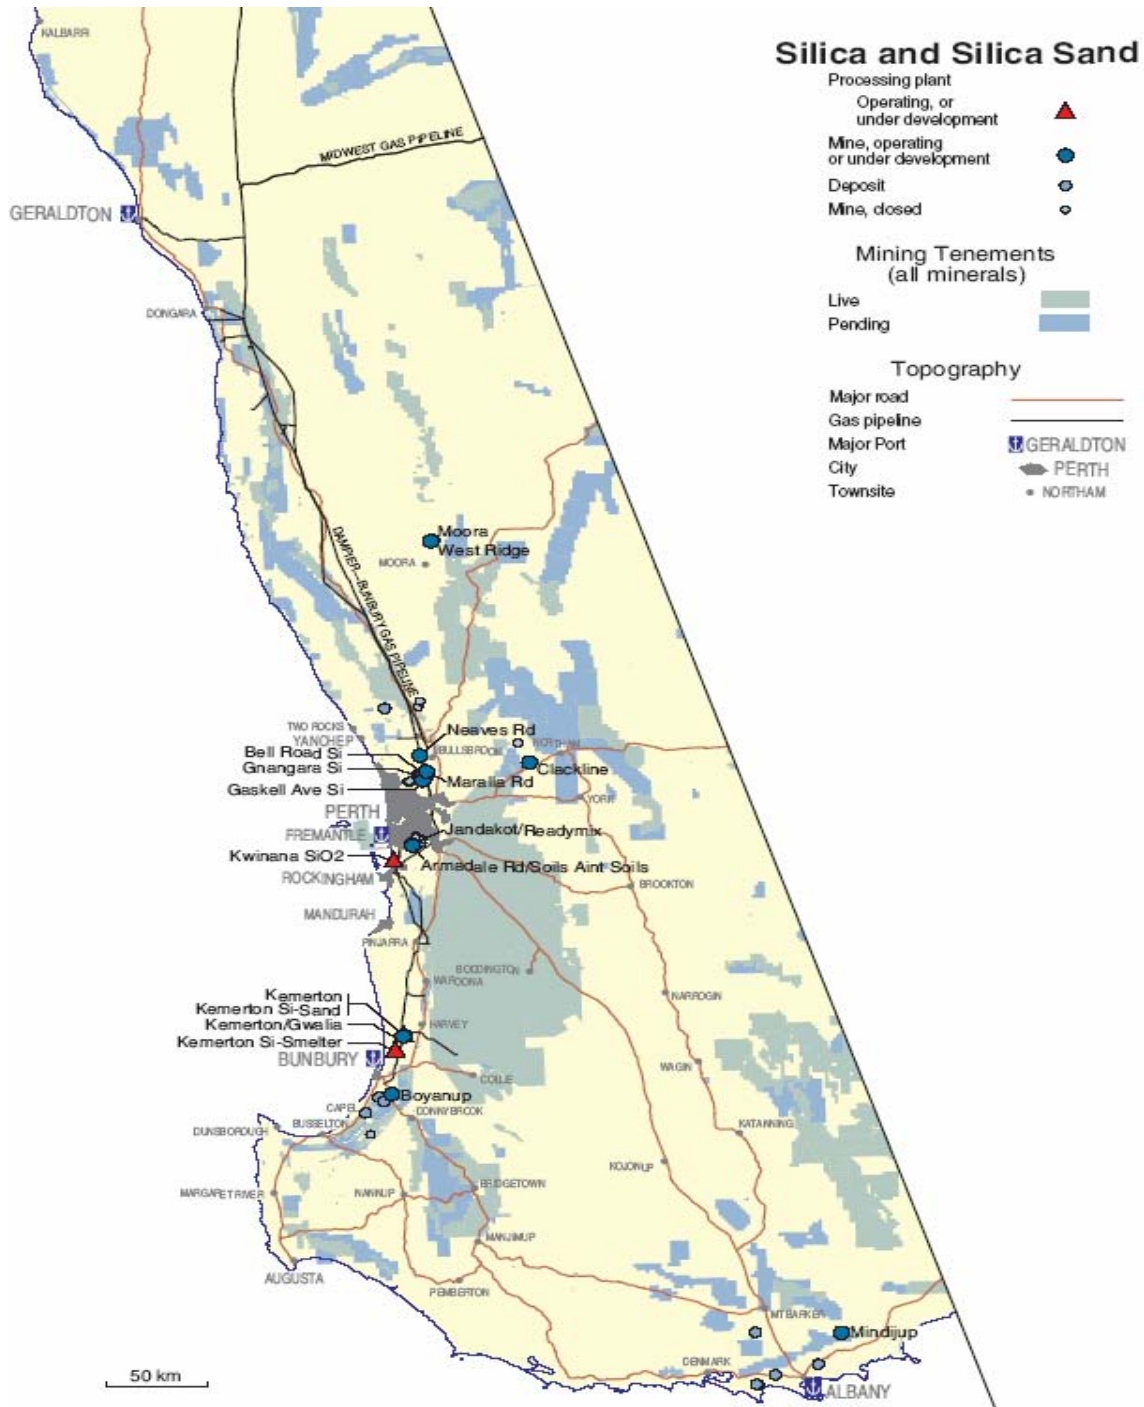 Silica and Silica Sand
Processing plant
Operating, or
under development
Mine, operating
or under development
Deposit
Mine, closed
Mining Tenements
(all minerals)
Live
Pending
Topography
Major road
Gas pipeline
Major Port
GERALDTON
City
PERTH
Townsite
NORTHAM
KALBARRI
MIDWEST GAS PIPELINE
GERALDTON
DONGARA
DAMPIER-BUNBURY GAS PIPELINE
Moora
West Ridge
MOORA
TWO ROCKS
YANCHEP
Neaves Rd
BULLSBROOK
NORTHAM
Bell Road Si
Gnangara Si
Gaskell Ave Si
Maralla Rd
Clackline
YORK
PERTH
FREMANTLE
Jandakot/Readymix
Kwinana SiO2
Armadale Rd/Soils Aint Soils
ROCKINGHAM
BROOKTON
MANDURAH
PINJARRA
BODDINGTON
WAROONA
NARROGIN
Kemerton
Kemerton Si-Sand
Kemerton/Gwalia
HARVEY
Kemerton Si-Smelter
BUNBURY
WAGIN
COLLIE
Boyanup
CAPEL
DONNYBROOK
BUSSELTON
DUNSBOROUGH
KATANNING
KOJONUP
MARGARET RIVER
NANNUP
BRIDGETOWN
MANJIMUP
AUGUSTA
PEMBERTON
MT BARKER
Mindijup
DENMARK
ALBANY
50 km